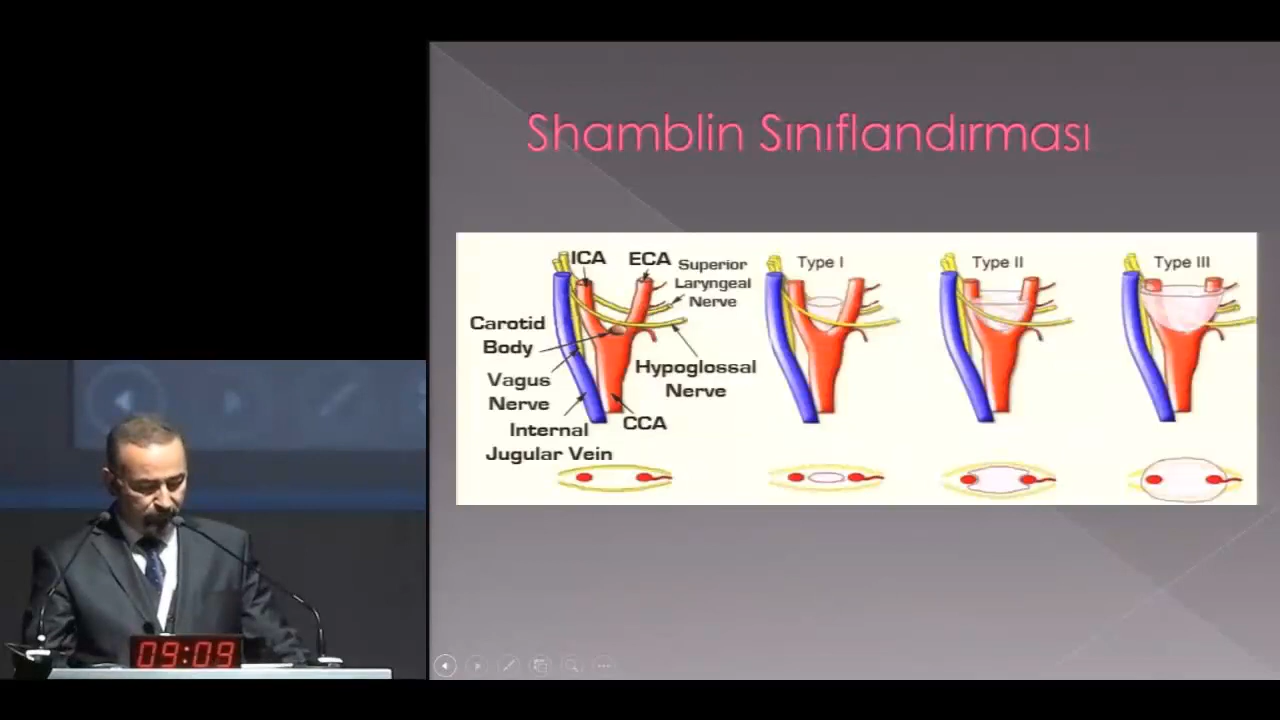 Shamblin Sınıflandırması
ICA
ECA
Superior
Laryngeal
Nerve
Carotid
Body
Vagus
Nerve
Hypoglossal
Nerve
Internal
Jugular Vein
CCA
Type I
Type II
Type III
09:09